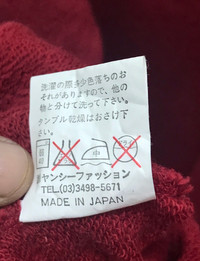 洗濯の際多少色落ちのお
それがありますので、他の
物と分けて洗って下さい。
タンブル乾燥はおさけ下
さい。
中
ヤンシーファッション
TEL.(03)3498-5671
MADE IN JAPAN